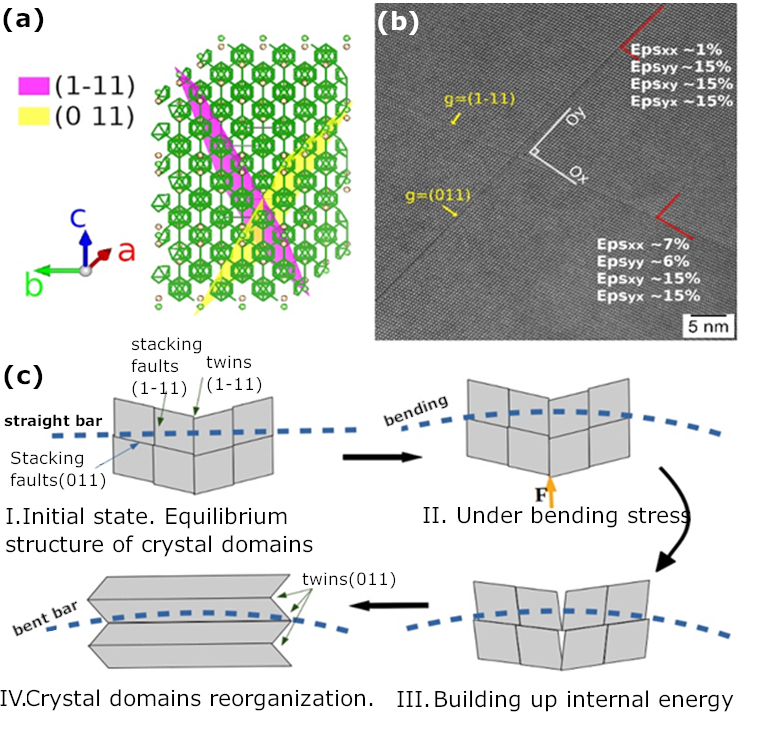 (a)
(1-11)
(0 11)
c
a
b
(b)
Epsxx ~1%
Epsyy ~15%
Epsxy ~15%
Epsyx ~15%
g=(1-11)
Oy
Ox
g=(011)
Epsxx ~7%
Epsyy ~6%
Epsxy ~15%
Epsyx ~15%
5 nm
(c)
stacking
faults
(1-11)
twins
(1-11)
straight bar
Stacking
faults(011)
I.Initial state. Equilibrium
structure of crystal domains
bending
F
II. Under bending stress
twins(011)
bent bar
IV.Crystal domains reorganization.
III.Building up internal energy